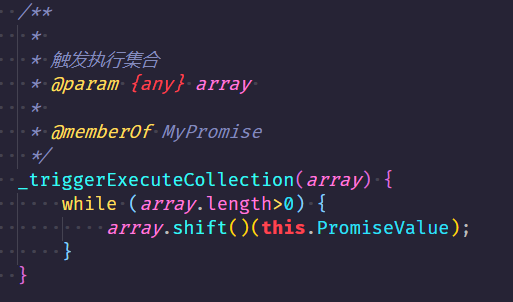 /**
 *
 * 触发执行集合
 * @param {any} array
 *
 * @memberOf MyPromise
 */
_triggerExecuteCollection(array) {
    while (array.length>0) {
        array.shift()(this.PromiseValue);
    }
}